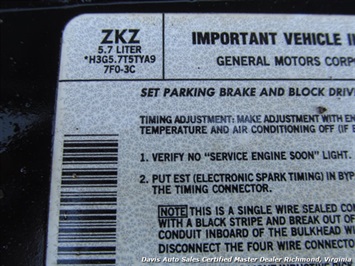 ZKZ
5.7 LITER
*H3G5.7T5TYA9
7F0-3C
IMPORTANT VEHICLE I
GENERAL MOTORS CORP
SET PARKING BRAKE AND BLOCK DRIV
TIMING ADJUSTMENT: MAKE ADJUSTMENT WITH EN
TEMPERATURE AND AIR CONDITIONING OFF (IF
1. VERIFY NO "SERVICE ENGINE SOON" LIGHT.
2. PUT EST (ELECTRONIC SPARK TIMING) IN BYP
THE TIMING CONNECTOR.
NOTE THIS IS A SINGLE WIRE SEALED CON
WITH A BLACK STRIPE AND BREAK OUT OF
CONDUIT INBOARD OF THE BULKHEAD W
DISCONNECT THE FOUR WIRE CONNECTO
Davis Auto Sales Certified Master Dealer Richmond, Virginia